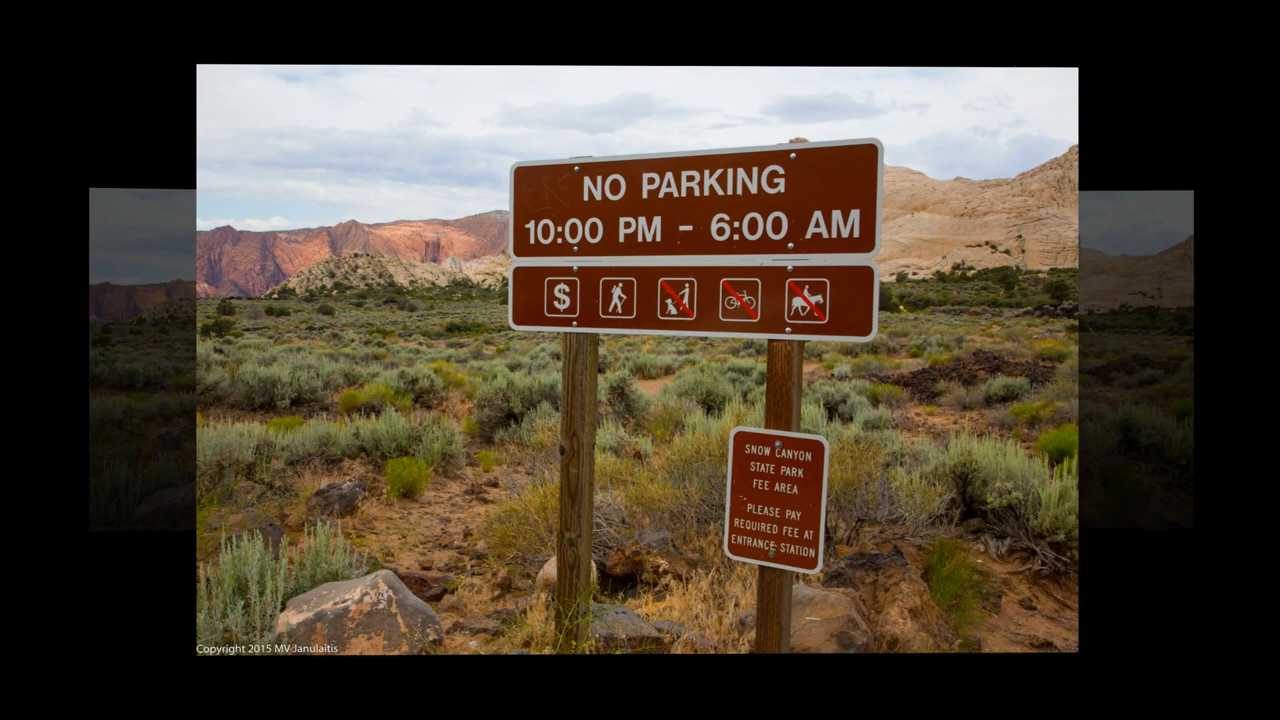 NO PARKING
10:00 PM - 6:00 AM
$
SNOW CANYON
STATE PARK
FEE AREA
PLEASE PAY
REQUIRED FEE AT
ENTRANCE STATION
Copyright 2015 MV Janulaitis